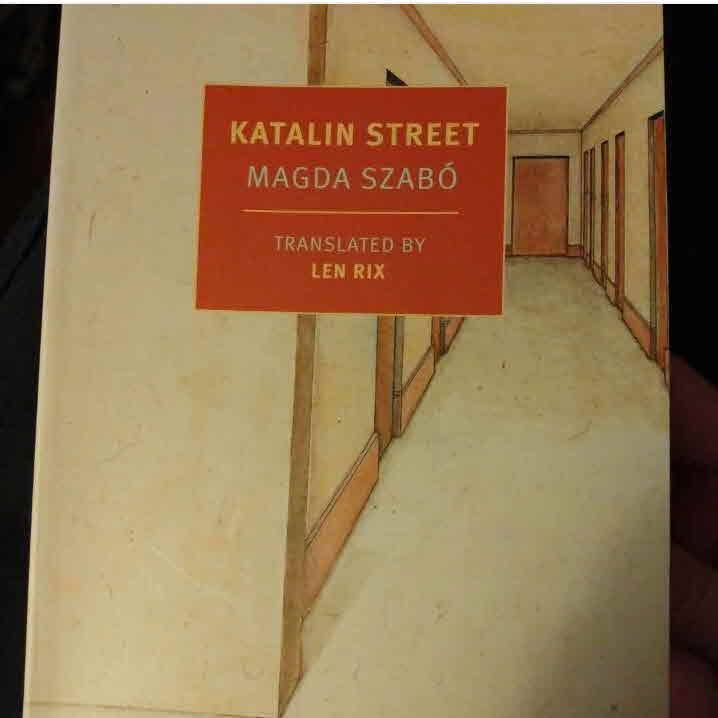 KATALIN STREET
MAGDA SZABÓ
TRANSLATED BY
LEN RIX